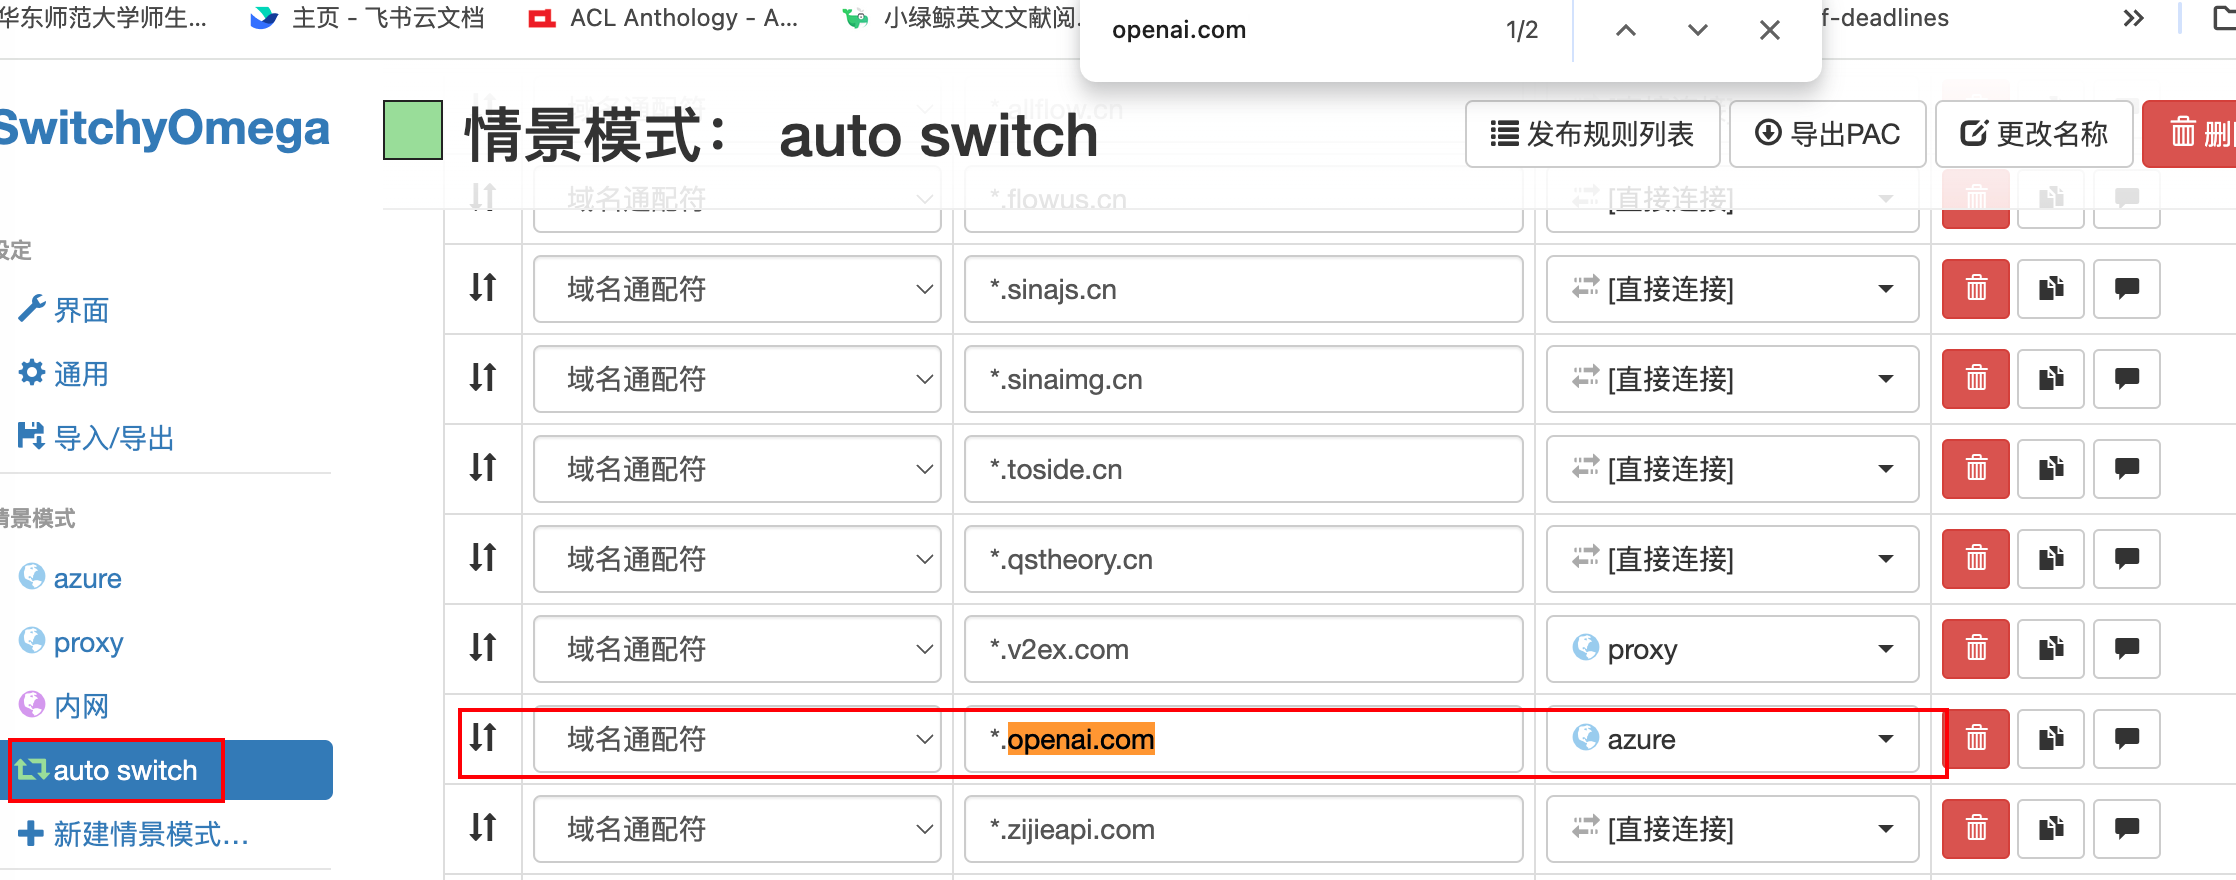 华东师范大学师生... 主页 - 飞书云文档 ACL Anthology - A... 小绿鲸英文文献阅. f-deadlines
openai.com 1/2
SwitchyOmega
情景模式： auto switch
发布规则列表 导出PAC 更改名称 删
*.allflow.cn
域名通配符 *.flowus.cn [直接连接]
设定
域名通配符 *.sinajs.cn [直接连接]
界面
域名通配符 *.sinaimg.cn [直接连接]
通用
导入/导出
域名通配符 *.toside.cn [直接连接]
情景模式
域名通配符 *.qstheory.cn [直接连接]
azure
proxy
域名通配符 *.v2ex.com proxy
内网
域名通配符 *.openai.com azure
auto switch
新建情景模式...
域名通配符 *.zijieapi.com [直接连接]